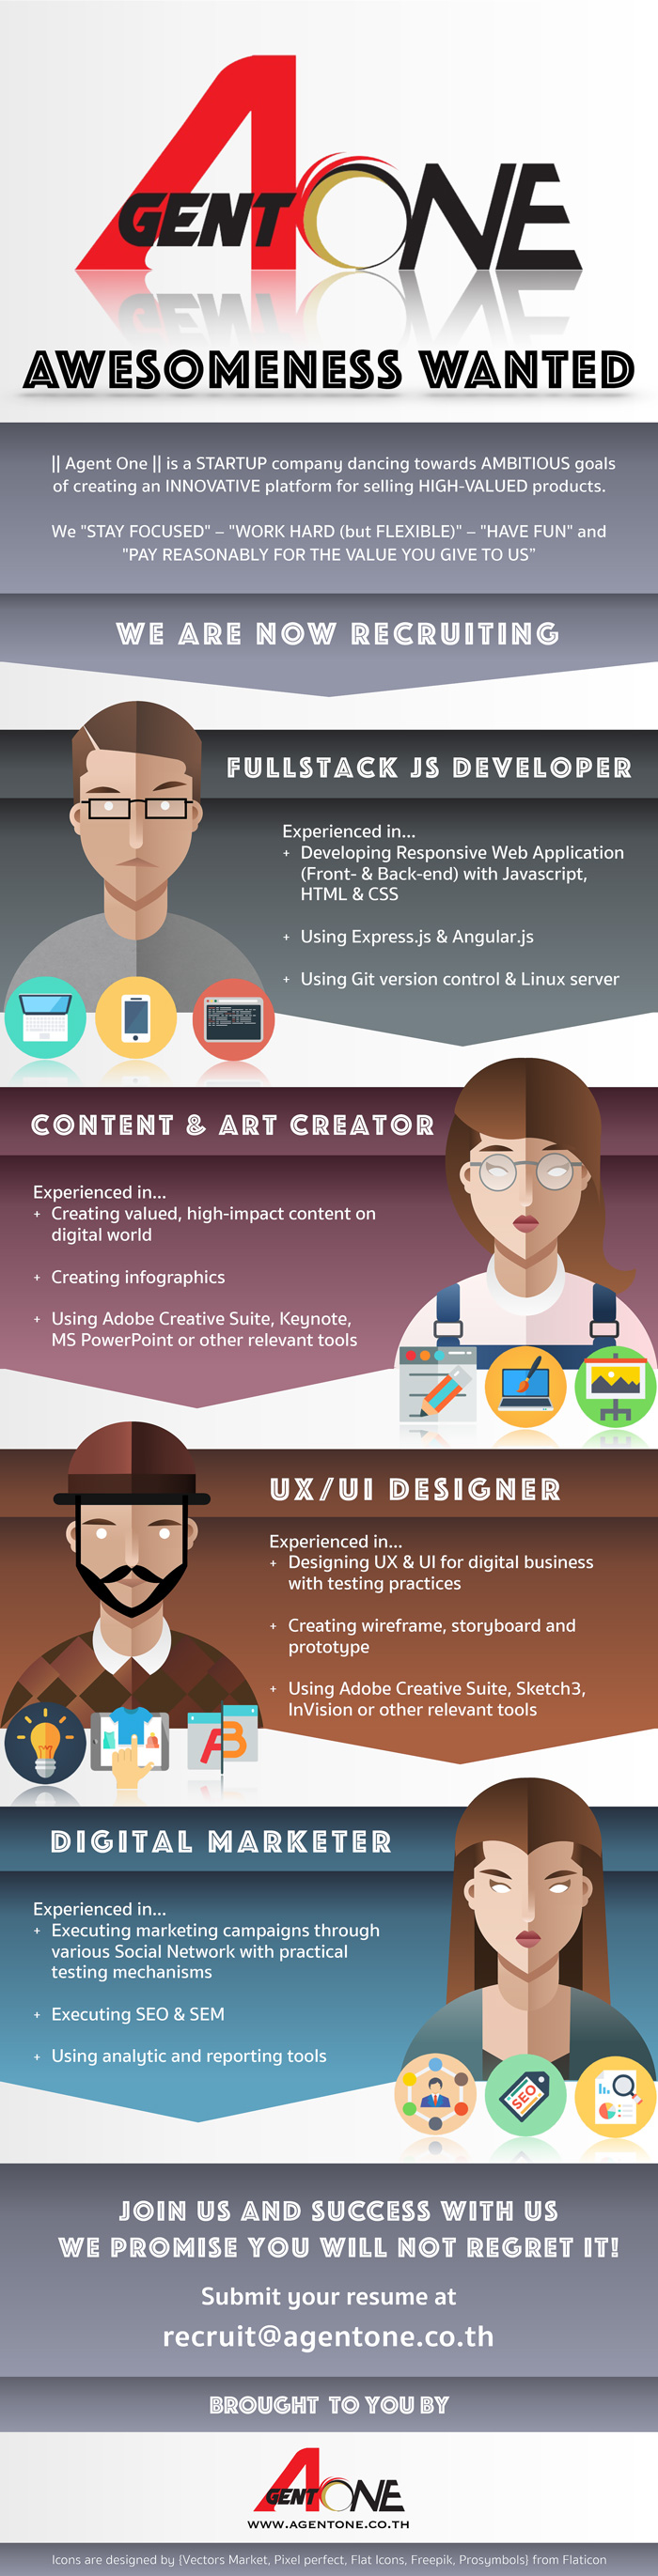 AGENT ONE
AWESOMENESS WANTED
|| Agent One || is a STARTUP company dancing towards AMBITIOUS goals
of creating an INNOVATIVE platform for selling HIGH-VALUED products.
We "STAY FOCUSED" – "WORK HARD (but FLEXIBLE)" – "HAVE FUN" and
"PAY REASONABLY FOR THE VALUE YOU GIVE TO US”
WE ARE NOW RECRUITING
FULLSTACK JS DEVELOPER
Experienced in...
+ Developing Responsive Web Application
(Front- & Back-end) with Javascript,
HTML & CSS
+ Using Express.js & Angular.js
+ Using Git version control & Linux server
CONTENT & ART CREATOR
Experienced in...
+ Creating valued, high-impact content on
digital world
+ Creating infographics
+ Using Adobe Creative Suite, Keynote,
MS PowerPoint or other relevant tools
UX/UI DESIGNER
Experienced in...
+ Designing UX & UI for digital business
with testing practices
+ Creating wireframe, storyboard and
prototype
+ Using Adobe Creative Suite, Sketch3,
InVision or other relevant tools
AB
DIGITAL MARKETER
Experienced in...
+ Executing marketing campaigns through
various Social Network with practical
testing mechanisms
+ Executing SEO & SEM
+ Using analytic and reporting tools
SEO
JOIN US AND SUCCESS WITH US
WE PROMISE YOU WILL NOT REGRET IT!
Submit your resume at
recruit@agentone.co.th
BROUGHT TO YOU BY
AGENT ONE
WWW.AGENTONE.CO.TH
Icons are designed by {Vectors Market, Pixel perfect, Flat Icons, Freepik, Prosymbols} from Flaticon